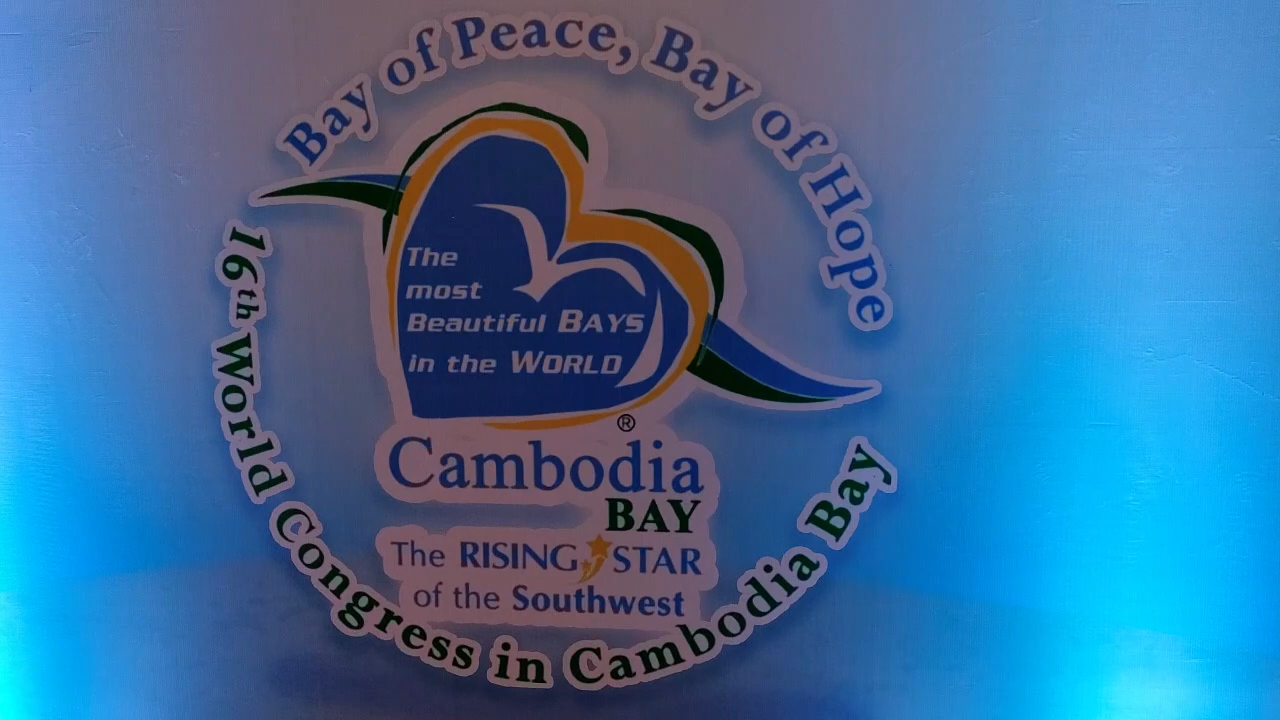 Bay of Peace, Bay of Hope
The
most
Beautiful BAYS
in the WORLD
®
Cambodia
BAY
The RISING STAR
of the Southwest
16th World Congress in Cambodia Bay